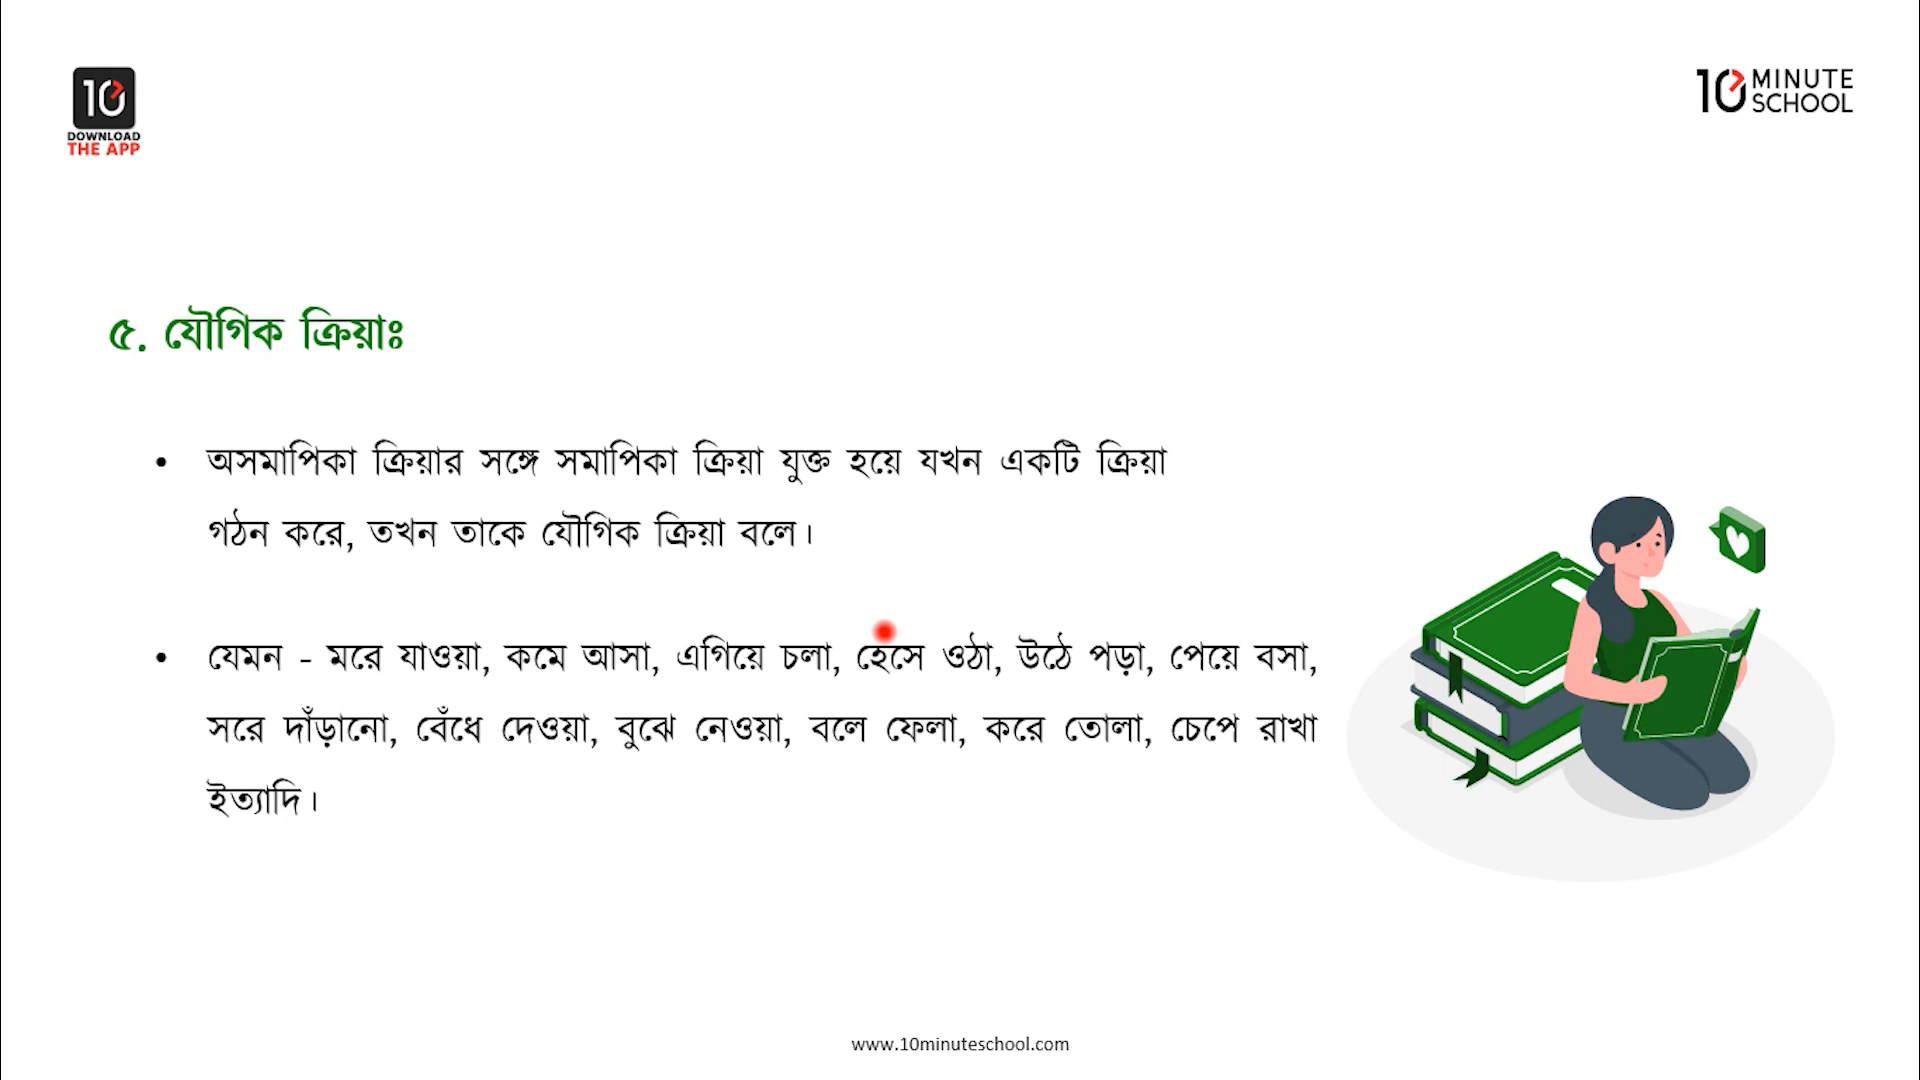 10
DOWNLOAD
THE APP
10 MINUTE
SCHOOL
৫. যৌগিক ক্রিয়াঃ
• অসমাপিকা ক্রিয়ার সঙ্গে সমাপিকা ক্রিয়া যুক্ত হয়ে যখন একটি ক্রিয়া
গঠন করে, তখন তাকে যৌগিক ক্রিয়া বলে।
• যেমন - মরে যাওয়া, কমে আসা, এগিয়ে চলা, হেসে ওঠা, উঠে পড়া, পেয়ে বসা,
সরে দাঁড়ানো, বেঁধে দেওয়া, বুঝে নেওয়া, বলে ফেলা, করে তোলা, চেপে রাখা
ইত্যাদি।
www.10minuteschool.com